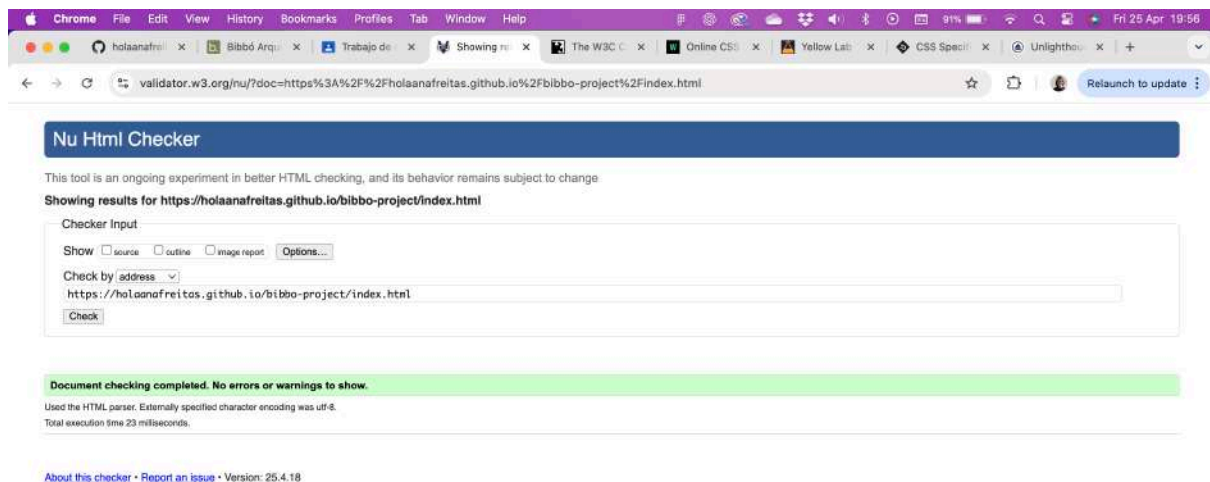 Chrome File Edit View History Bookmarks Profiles Tab Window Help 91% Fri 25 Apr 19:56
holaanafrei Bibbó Arqu Trabajo de Showing re The W3C C Online CSS Yellow Lab CSS Specif Unlighthou
validator.w3.org/nu/?doc=https%3A%2F%2Fholaanafreitas.github.io%2Fbibbo-project%2Findex.html Relaunch to update
Nu Html Checker
This tool is an ongoing experiment in better HTML checking, and its behavior remains subject to change
Showing results for https://holaanafreitas.github.io/bibbo-project/index.html
Checker Input
Show source outline image report Options...
Check by address
https://holaanafreitas.github.io/bibbo-project/index.html
Check
Document checking completed. No errors or warnings to show.
Used the HTML parser. Externally specified character encoding was utf-8.
Total execution time 23 milliseconds.
About this checker • Report an issue • Version: 25.4.18